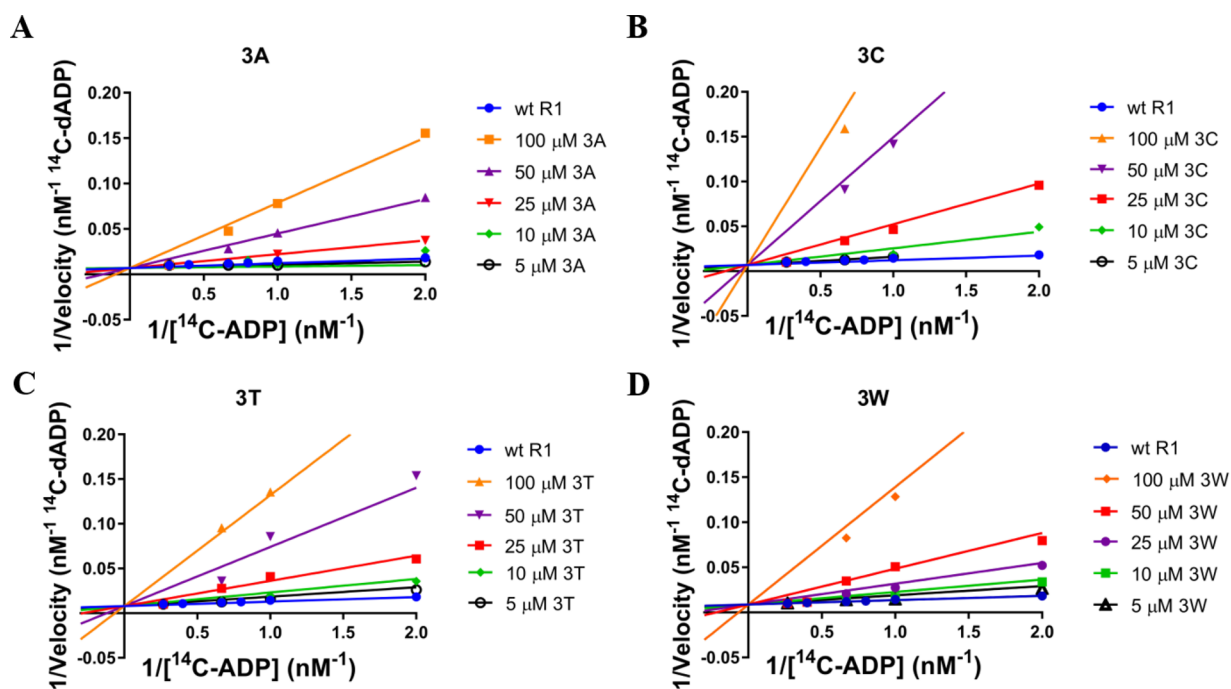 A
3A
1/Velocity (nM⁻¹ ¹⁴C-dADP)
0.20
0.15
0.10
0.05
-0.05
0.5
1.0
1.5
2.0
1/[¹⁴C-ADP] (nM⁻¹)
wt R1
100 μM 3A
50 μM 3A
25 μM 3A
10 μM 3A
5 μM 3A
B
3C
1/Velocity (nM⁻¹ ¹⁴C-dADP)
0.20
0.15
0.10
0.05
-0.05
0.5
1.0
1.5
2.0
1/[¹⁴C-ADP] (nM⁻¹)
wt R1
100 μM 3C
50 μM 3C
25 μM 3C
10 μM 3C
5 μM 3C
C
3T
1/Velocity (nM⁻¹ ¹⁴C-dADP)
0.20
0.15
0.10
0.05
-0.05
0.5
1.0
1.5
2.0
1/[¹⁴C-ADP] (nM⁻¹)
wt R1
100 μM 3T
50 μM 3T
25 μM 3T
10 μM 3T
5 μM 3T
D
3W
1/Velocity (nM⁻¹ ¹⁴C-dADP)
0.20
0.15
0.10
0.05
-0.05
0.5
1.0
1.5
2.0
1/[¹⁴C-ADP] (nM⁻¹)
wt R1
100 μM 3W
50 μM 3W
25 μM 3W
10 μM 3W
5 μM 3W